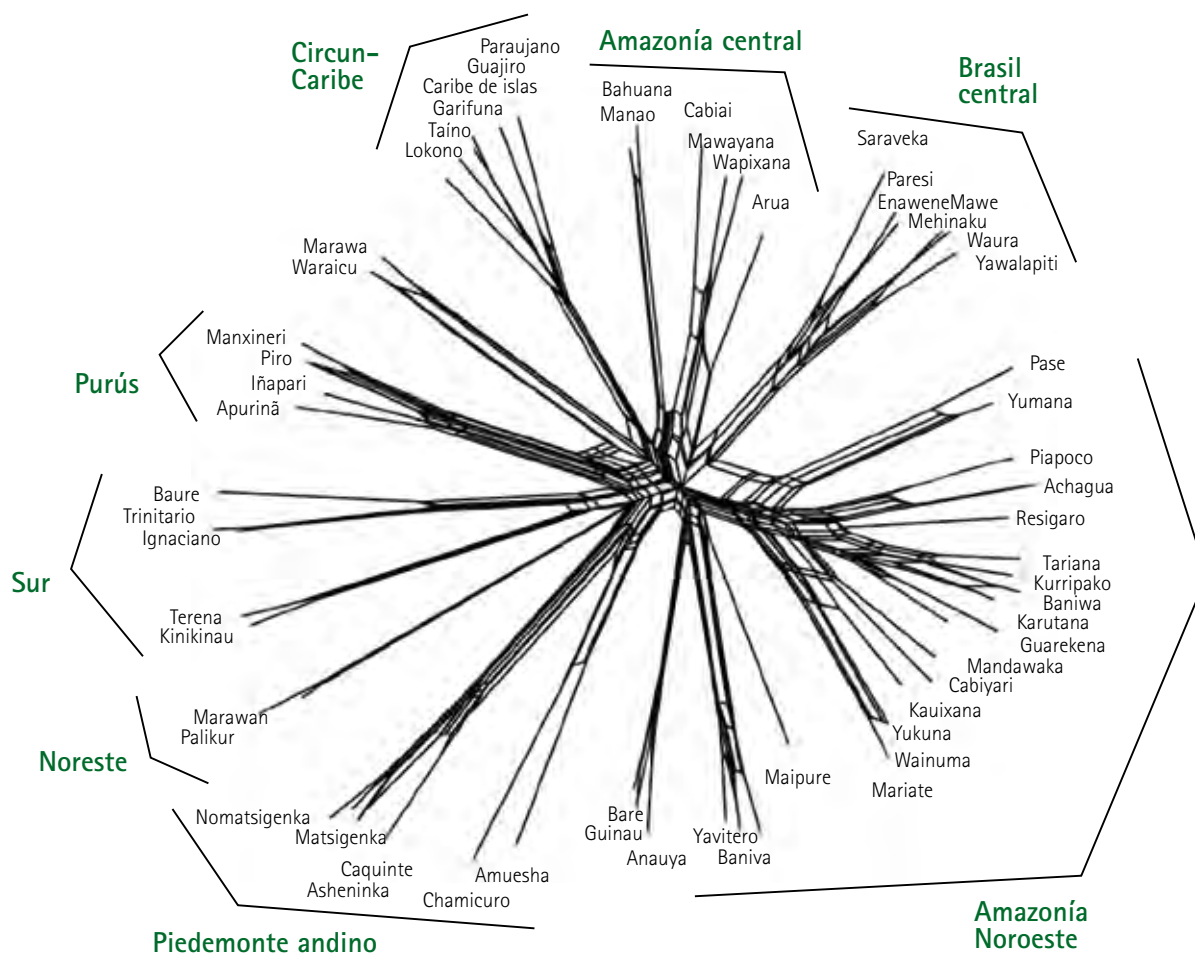 Circun-
Caribe
Paraujano
Guajiro
Caribe de islas
Garifuna
Taíno
Lokono
Amazonía central
Bahuana
Manao
Cabiai
Mawayana
Wapixana
Arua
Brasil
central
Saraveka
Paresi
EnaweneMawe
Mehinaku
Waura
Yawalapiti
Marawa
Waraicu
Purús
Manxineri
Piro
Iñapari
Apurinã
Sur
Baure
Trinitario
Ignaciano
Terena
Kinikinau
Noreste
Marawan
Palikur
Piedemonte andino
Nomatsigenka
Matsigenka
Caquinte
Asheninka
Chamicuro
Amuesha
Bare
Guinau
Anauya
Yavitero
Baniva
Maipure
Pase
Yumana
Piapoco
Achagua
Resigaro
Tariana
Kurripako
Baniwa
Karutana
Guarekena
Mandawaka
Cabiyari
Kauixana
Yukuna
Wainuma
Mariate
Amazonía
Noroeste